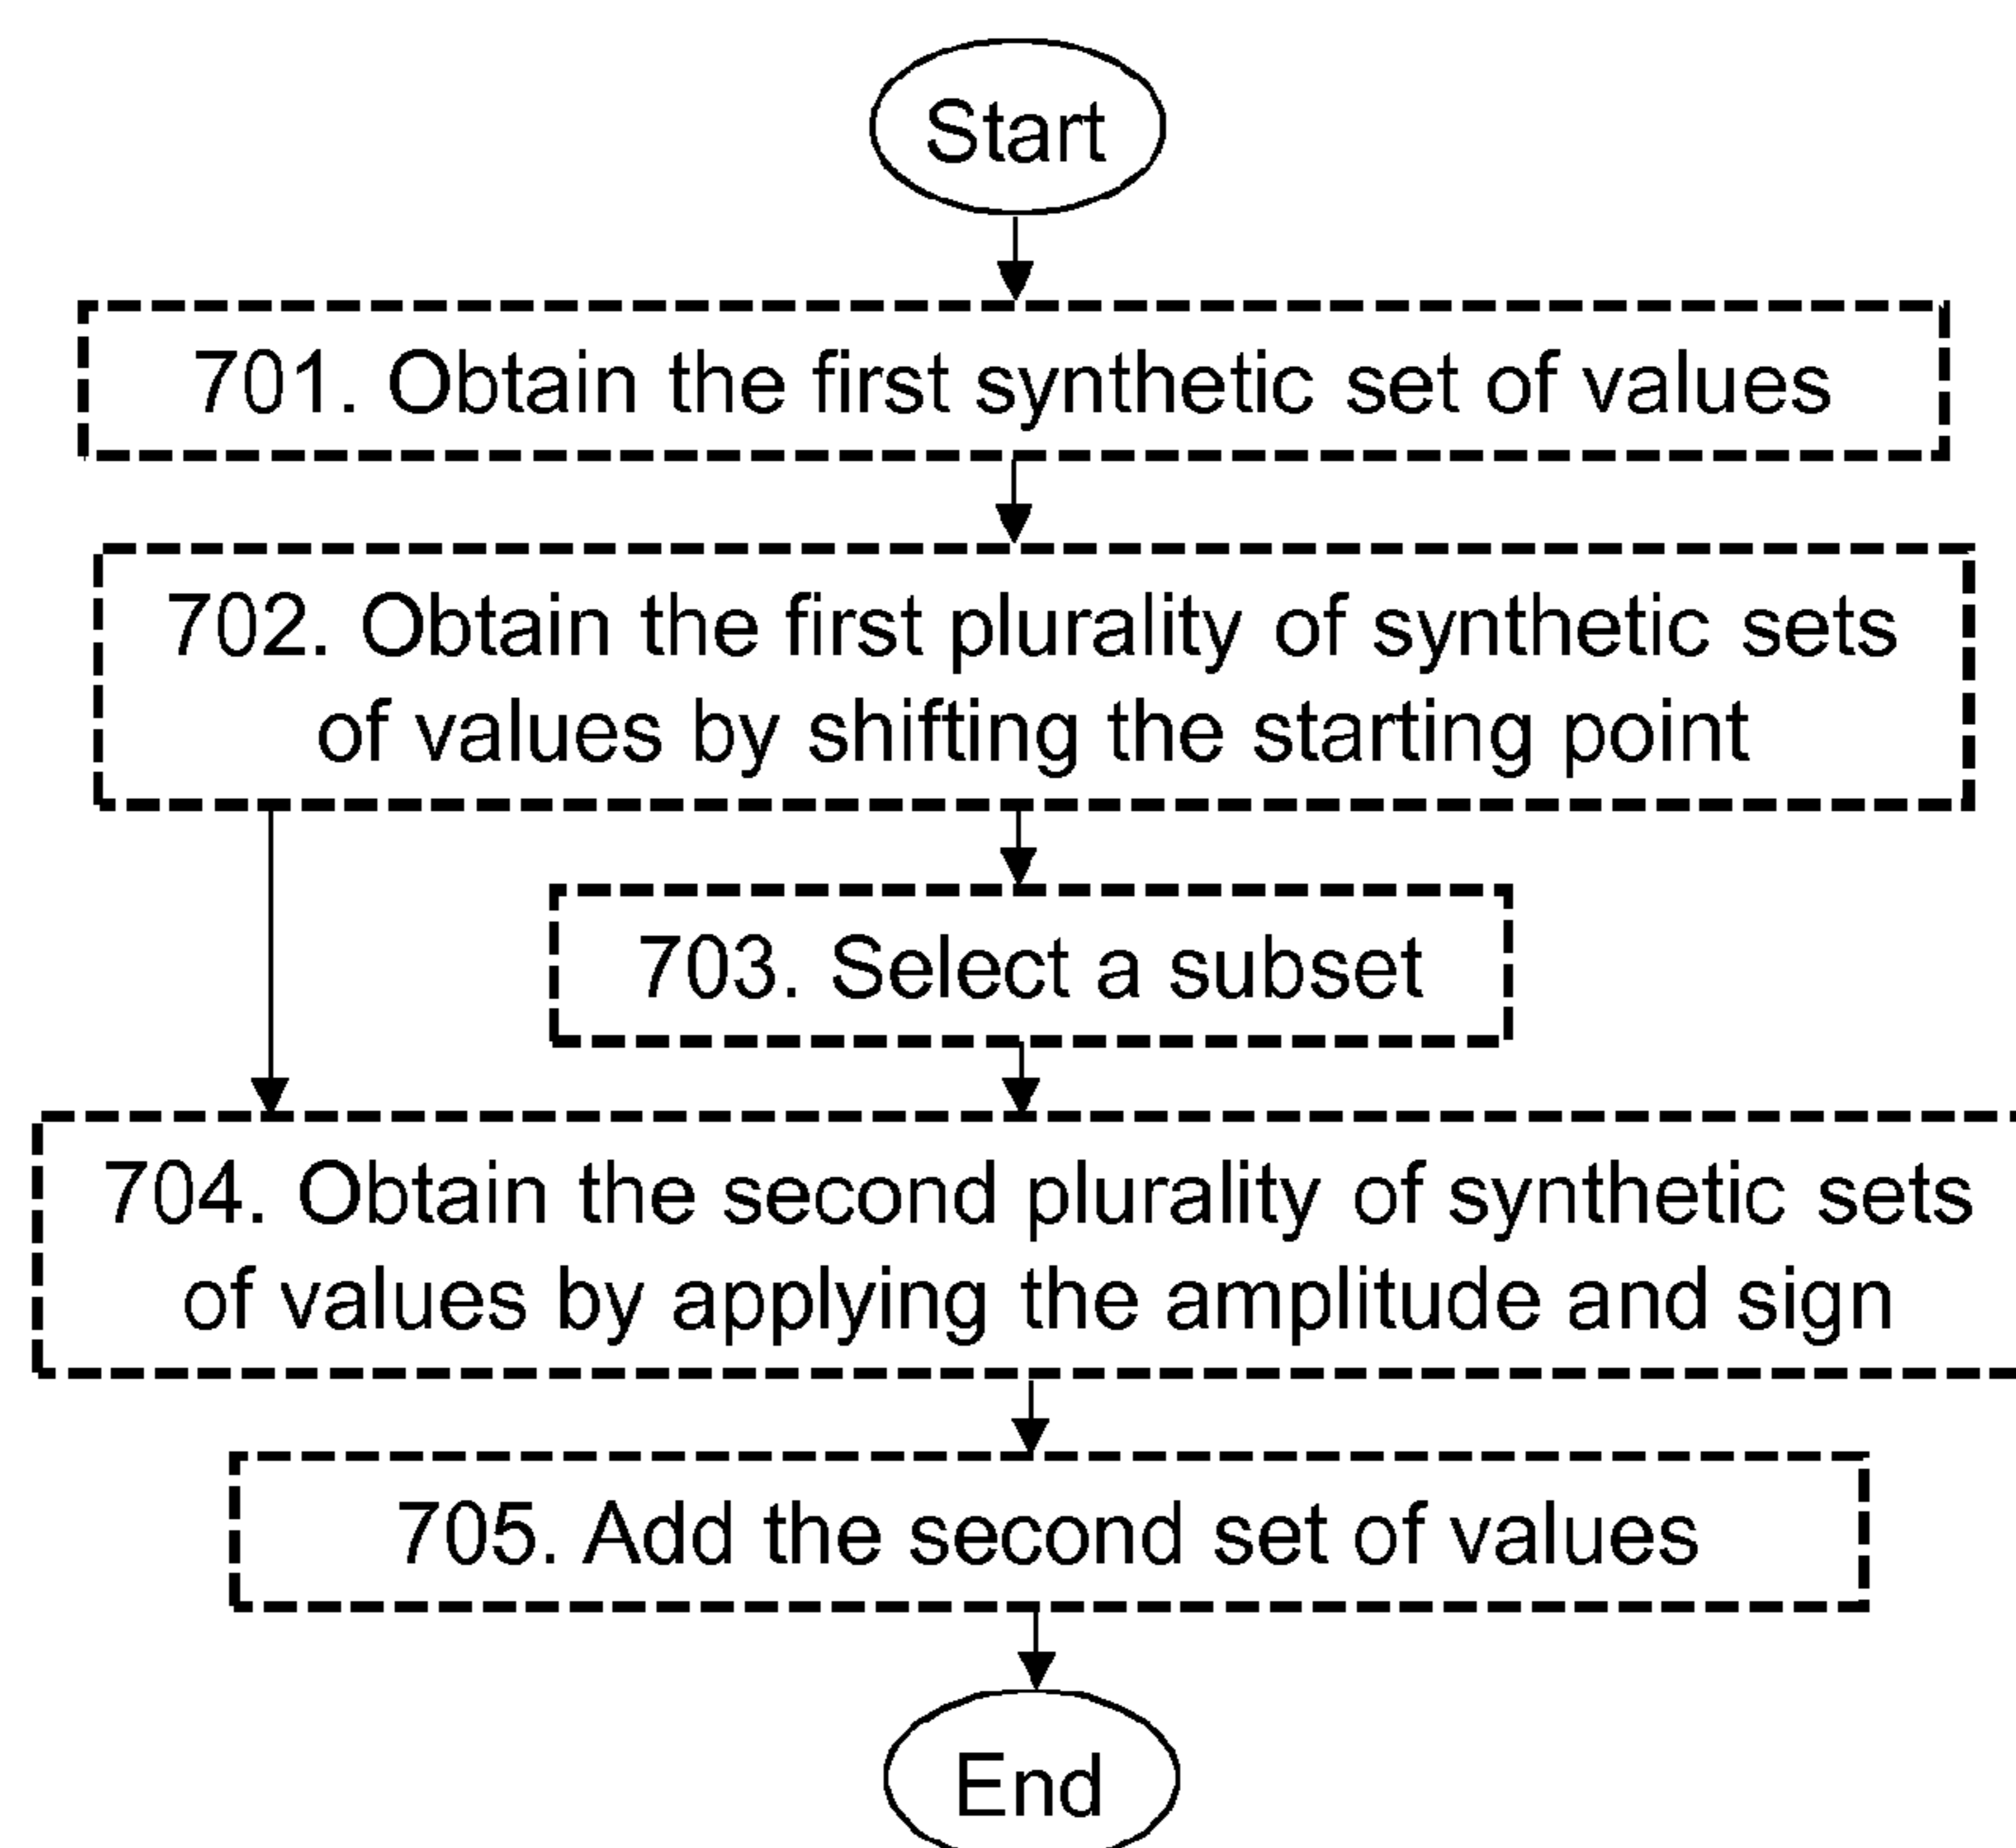 Start
701. Obtain the first synthetic set of values
702. Obtain the first plurality of synthetic sets
of values by shifting the starting point
703. Select a subset
704. Obtain the second plurality of synthetic sets
of values by applying the amplitude and sign
705. Add the second set of values
End